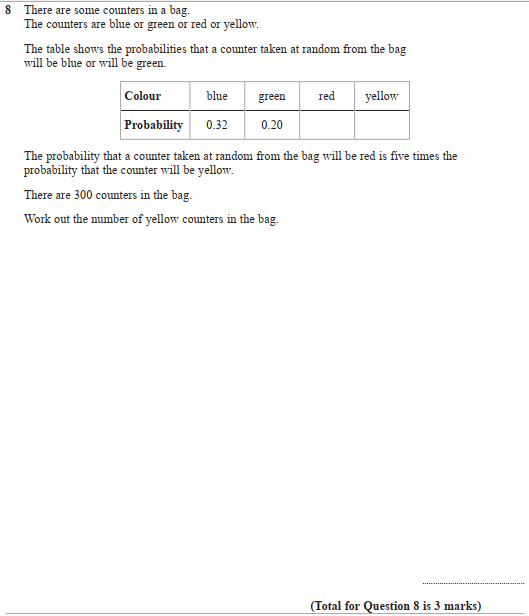 8 There are some counters in a bag.
The counters are blue or green or red or yellow.
The table shows the probabilities that a counter taken at random from the bag
will be blue or will be green.
Colour blue green red yellow
Probability 0.32 0.20
The probability that a counter taken at random from the bag will be red is five times the
probability that the counter will be yellow.
There are 300 counters in the bag.
Work out the number of yellow counters in the bag.
(Total for Question 8 is 3 marks)